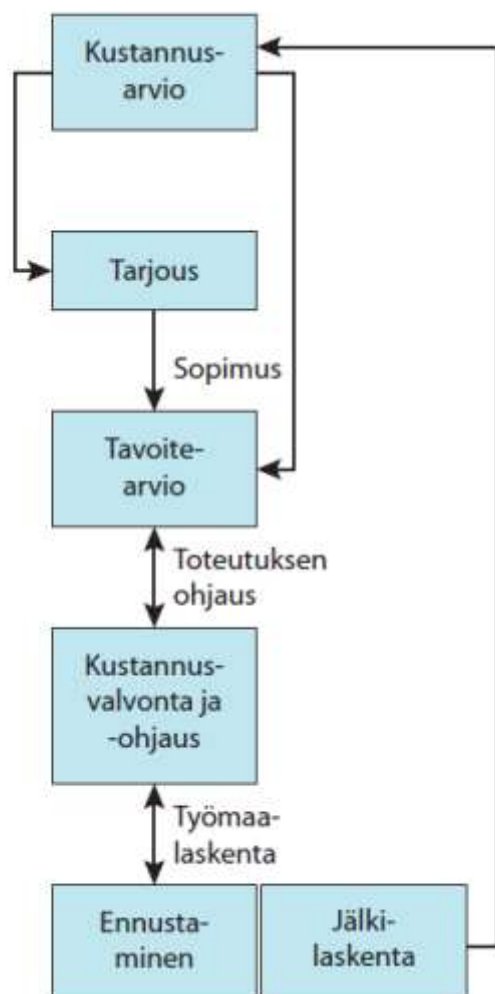 Kustannus-
arvio
Tarjous
Sopimus
Tavoite-
arvio
Toteutuksen
ohjaus
Kustannus-
valvonta ja
-ohjaus
Työmaa-
laskenta
Ennusta-
minen
Jälki-
laskenta